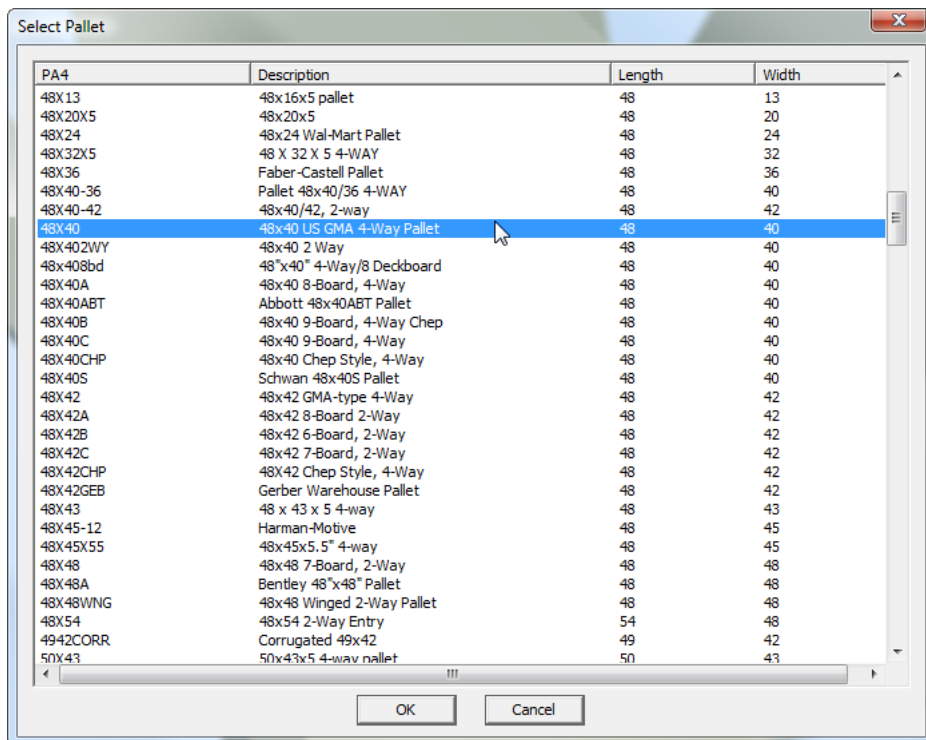 Select Pallet
PA4 Description Length Width
48X13 48x16x5 pallet 48 13
48X20X5 48x20x5 48 20
48X24 48x24 Wal-Mart Pallet 48 24
48X32X5 48 X 32 X 5 4-WAY 48 32
48X36 Faber-Castell Pallet 48 36
48X40-36 Pallet 48x40/36 4-WAY 48 40
48X40-42 48x40/42, 2-way 48 42
48X40 48x40 US GMA 4-Way Pallet 48 40
48X402WY 48x40 2 Way 48 40
48x408bd 48"x40" 4-Way/8 Deckboard 48 40
48X40A 48x40 8-Board, 4-Way 48 40
48X40ABT Abbott 48x40ABT Pallet 48 40
48X40B 48x40 9-Board, 4-Way Chep 48 40
48X40C 48x40 9-Board, 4-Way 48 40
48X40CHP 48x40 Chep Style, 4-Way 48 40
48X40S Schwan 48x40S Pallet 48 40
48X42 48x42 GMA-type 4-Way 48 42
48X42A 48x42 8-Board 2-Way 48 42
48X42B 48x42 6-Board, 2-Way 48 42
48X42C 48x42 7-Board, 2-Way 48 42
48X42CHP 48X42 Chep Style, 4-Way 48 42
48X42GEB Gerber Warehouse Pallet 48 42
48X43 48 x 43 x 5 4-way 48 43
48X45-12 Harman-Motive 48 45
48X45X55 48x45x5.5" 4-way 48 45
48X48 48x48 7-Board, 2-Way 48 48
48X48A Bentley 48"x48" Pallet 48 48
48X48WNG 48x48 Winged 2-Way Pallet 48 48
48X54 48x54 2-Way Entry 54 48
4942CORR Corrugated 49x42 49 42
50X43 50x43x5 4-way pallet 50 43
OK Cancel